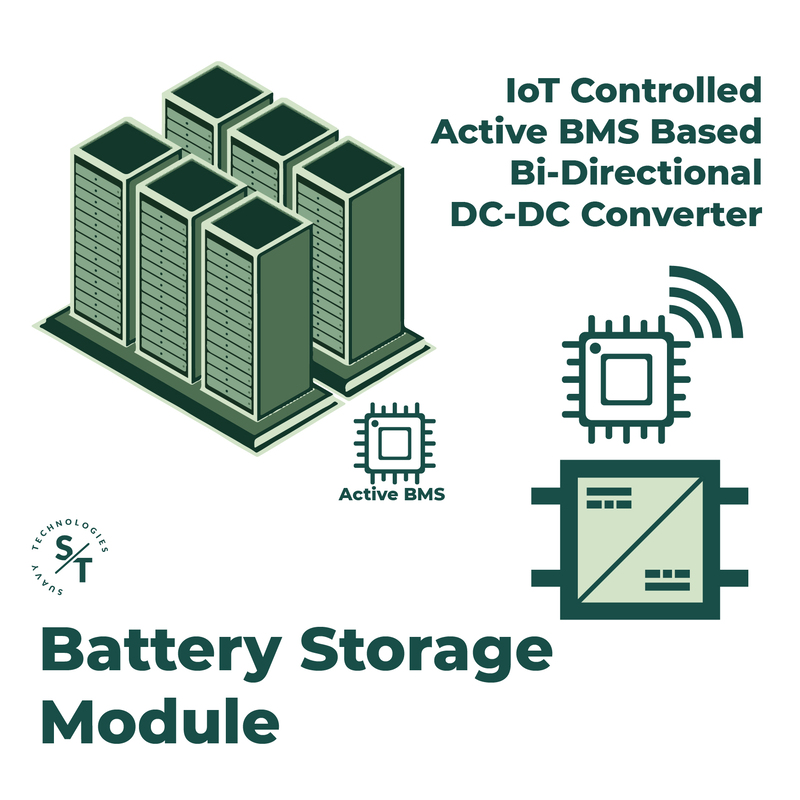 IoT Controlled
Active BMS Based
Bi-Directional
DC-DC Converter
Active BMS
SUAVY TECHNOLOGIES
S/T
Battery Storage
Module